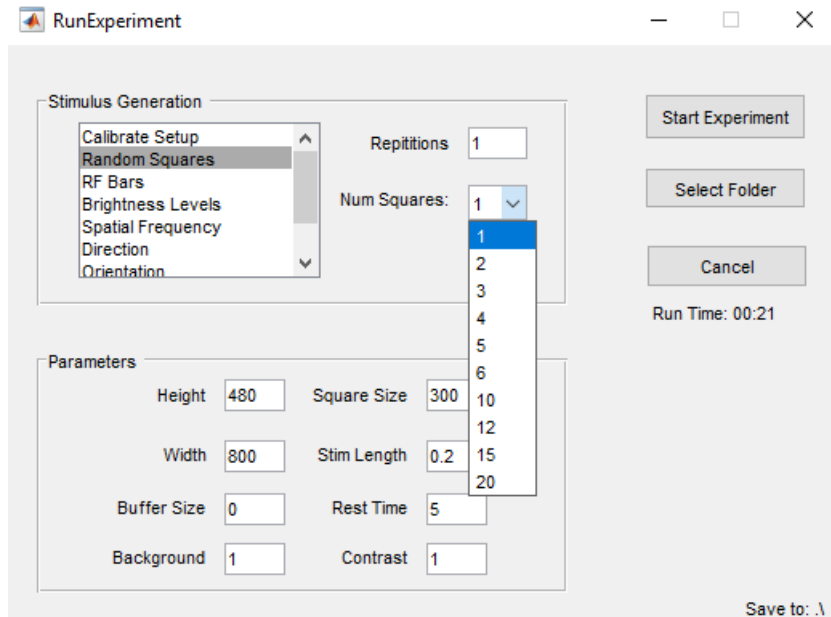 RunExperiment
Stimulus Generation
Calibrate Setup
Random Squares
RF Bars
Brightness Levels
Spatial Frequency
Direction
Orientation
Repititions 1
Num Squares: 1
1
2
3
4
5
6
10
12
15
20
Start Experiment
Select Folder
Cancel
Run Time: 00:21
Parameters
Height 480 Square Size 300
Width 800 Stim Length 0.2
Buffer Size 0 Rest Time 5
Background 1 Contrast 1
Save to: .\